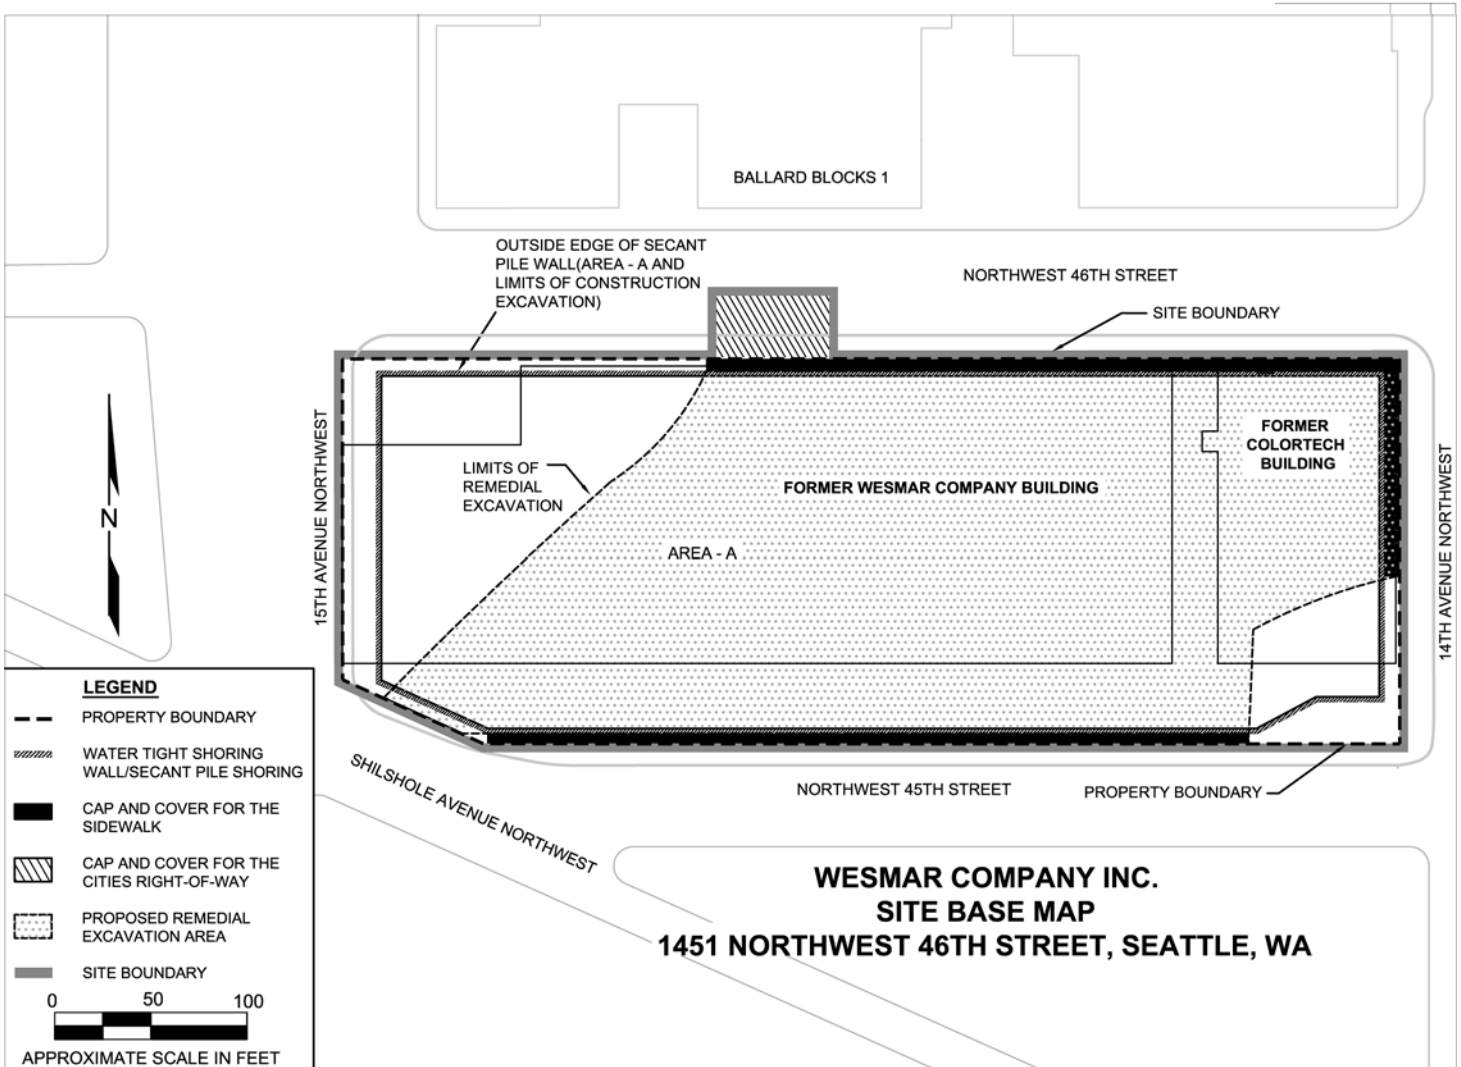 BALLARD BLOCKS 1
OUTSIDE EDGE OF SECANT
PILE WALL(AREA - A AND
LIMITS OF CONSTRUCTION
EXCAVATION)
NORTHWEST 46TH STREET
SITE BOUNDARY
15TH AVENUE NORTHWEST
LIMITS OF
REMEDIAL
EXCAVATION
FORMER WESMAR COMPANY BUILDING
FORMER
COLORTECH
BUILDING
AREA - A
14TH AVENUE NORTHWEST
N
SHILSHOLE AVENUE NORTHWEST
NORTHWEST 45TH STREET
PROPERTY BOUNDARY
LEGEND
PROPERTY BOUNDARY
WATER TIGHT SHORING
WALL/SECANT PILE SHORING
CAP AND COVER FOR THE
SIDEWALK
CAP AND COVER FOR THE
CITIES RIGHT-OF-WAY
PROPOSED REMEDIAL
EXCAVATION AREA
SITE BOUNDARY
0 50 100
APPROXIMATE SCALE IN FEET
WESMAR COMPANY INC.
SITE BASE MAP
1451 NORTHWEST 46TH STREET, SEATTLE, WA